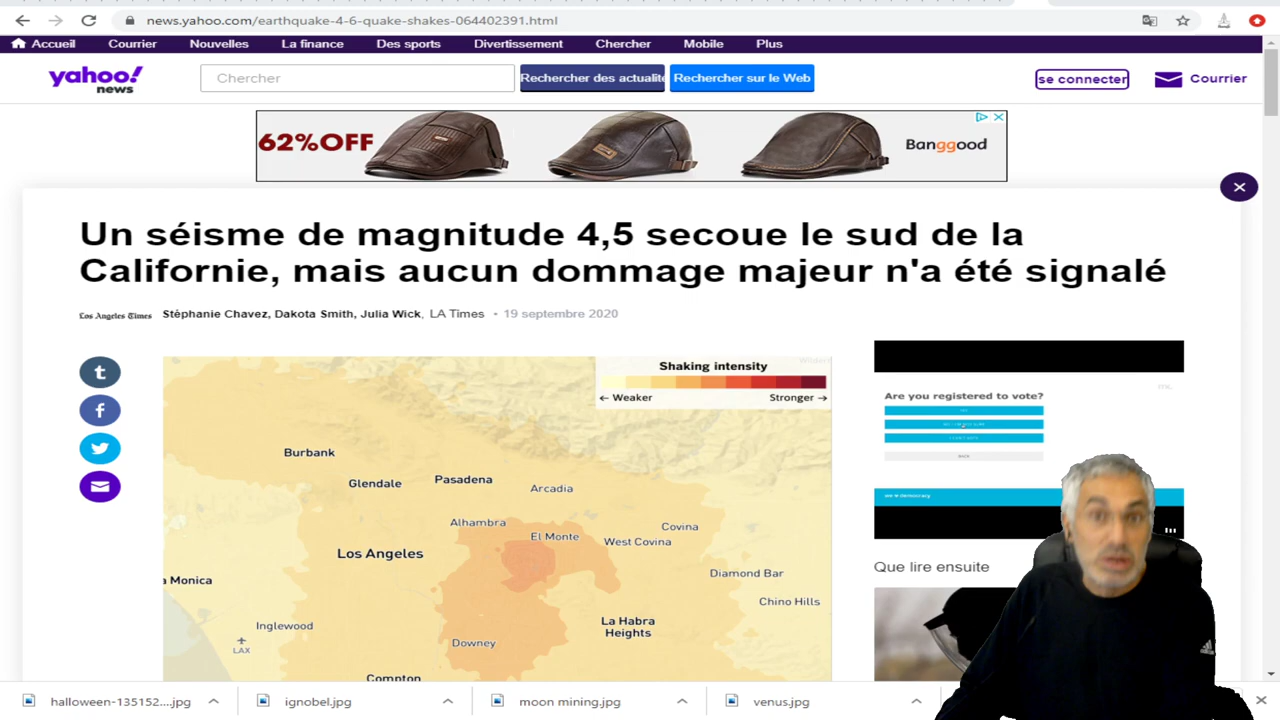 news.yahoo.com/earthquake-4-6-quake-shakes-064402391.html
Accueil Courrier Nouvelles La finance Des sports Divertissement Chercher Mobile Plus
yahoo!
news
Chercher
Rechercher des actualité
Rechercher sur le Web
se connecter
Courrier
62%OFF
Banggood
Un séisme de magnitude 4,5 secoue le sud de la
Californie, mais aucun dommage majeur n'a été signalé
Los Angeles Times
Stéphanie Chavez, Dakota Smith, Julia Wick, LA Times • 19 septembre 2020
Shaking intensity
← Weaker Stronger →
Burbank
Glendale
Pasadena
Arcadia
Alhambra
El Monte
Covina
West Covina
Los Angeles
Diamond Bar
a Monica
Chino Hills
Inglewood
La Habra
Heights
LAX
Downey
Compton
Are you registered to vote?
Que lire ensuite
halloween-135152....jpg
ignobel.jpg
moon mining.jpg
venus.jpg